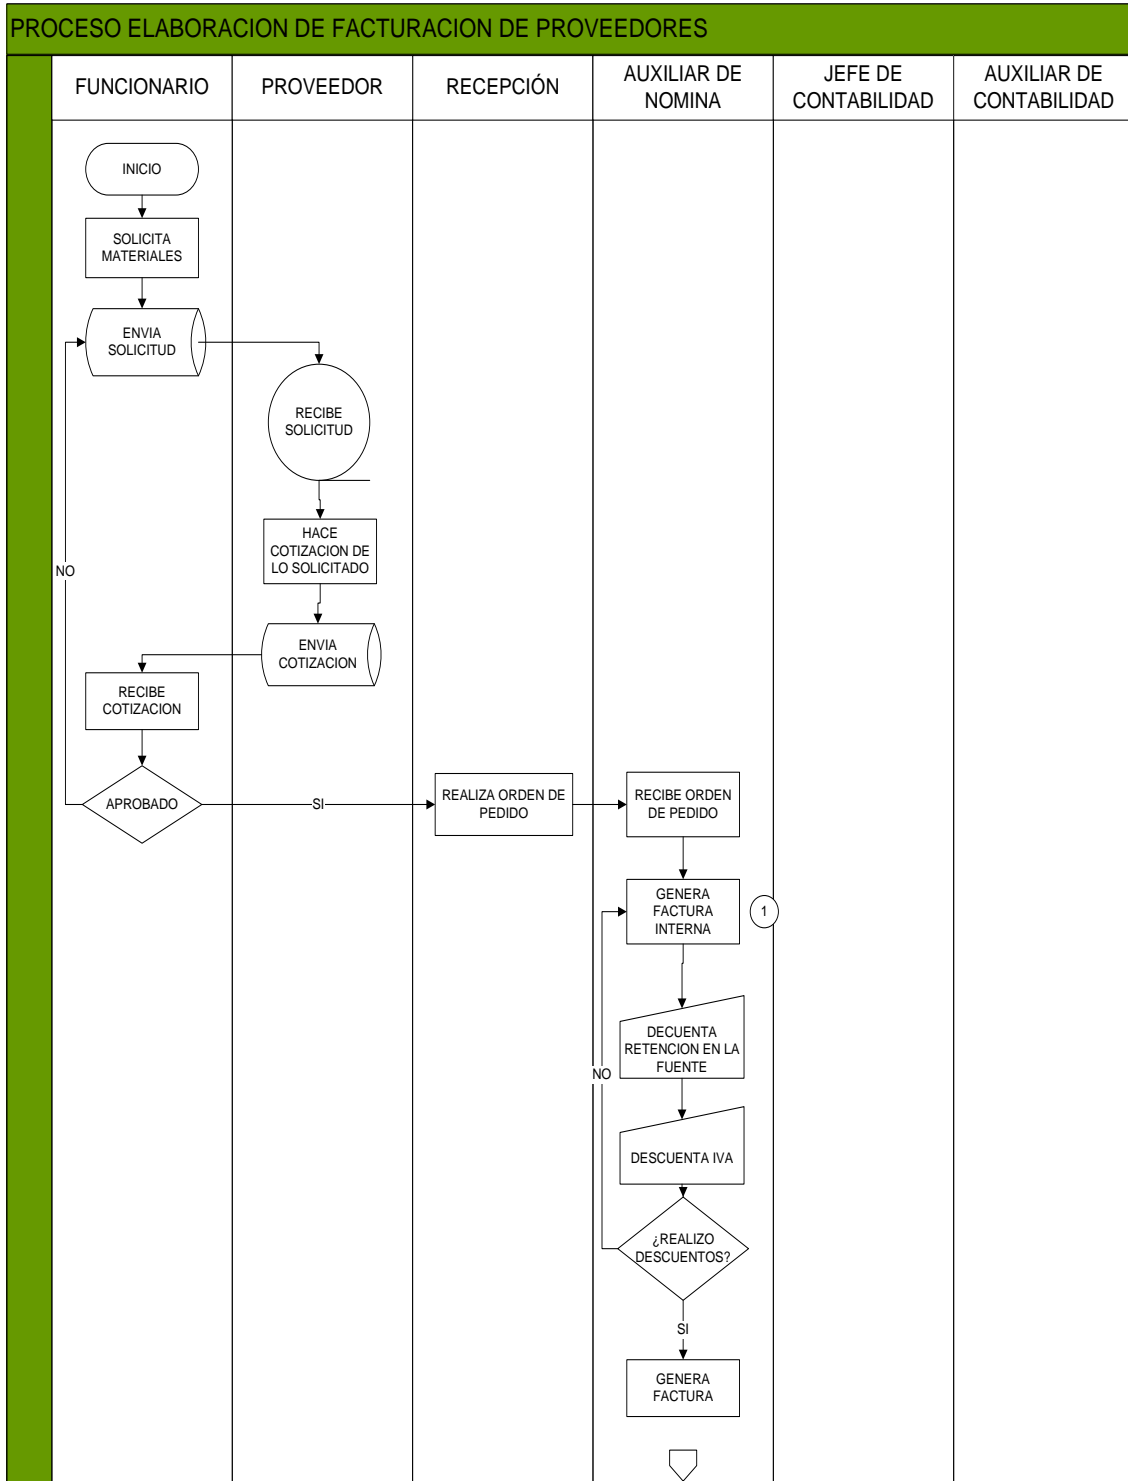 PROCESO ELABORACION DE FACTURACION DE PROVEEDORES
FUNCIONARIO
PROVEEDOR
RECEPCIÓN
AUXILIAR DE
NOMINA
JEFE DE
CONTABILIDAD
AUXILIAR DE
CONTABILIDAD
INICIO
SOLICITA
MATERIALES
ENVIA
SOLICITUD
RECIBE
SOLICITUD
HACE
COTIZACION DE
LO SOLICITADO
NO
ENVIA
COTIZACION
RECIBE
COTIZACION
APROBADO
SI
REALIZA ORDEN DE
PEDIDO
RECIBE ORDEN
DE PEDIDO
GENERA
FACTURA
INTERNA
1
DECUENTA
RETENCION EN LA
FUENTE
NO
DESCUENTA IVA
¿REALIZO
DESCUENTOS?
SI
GENERA
FACTURA